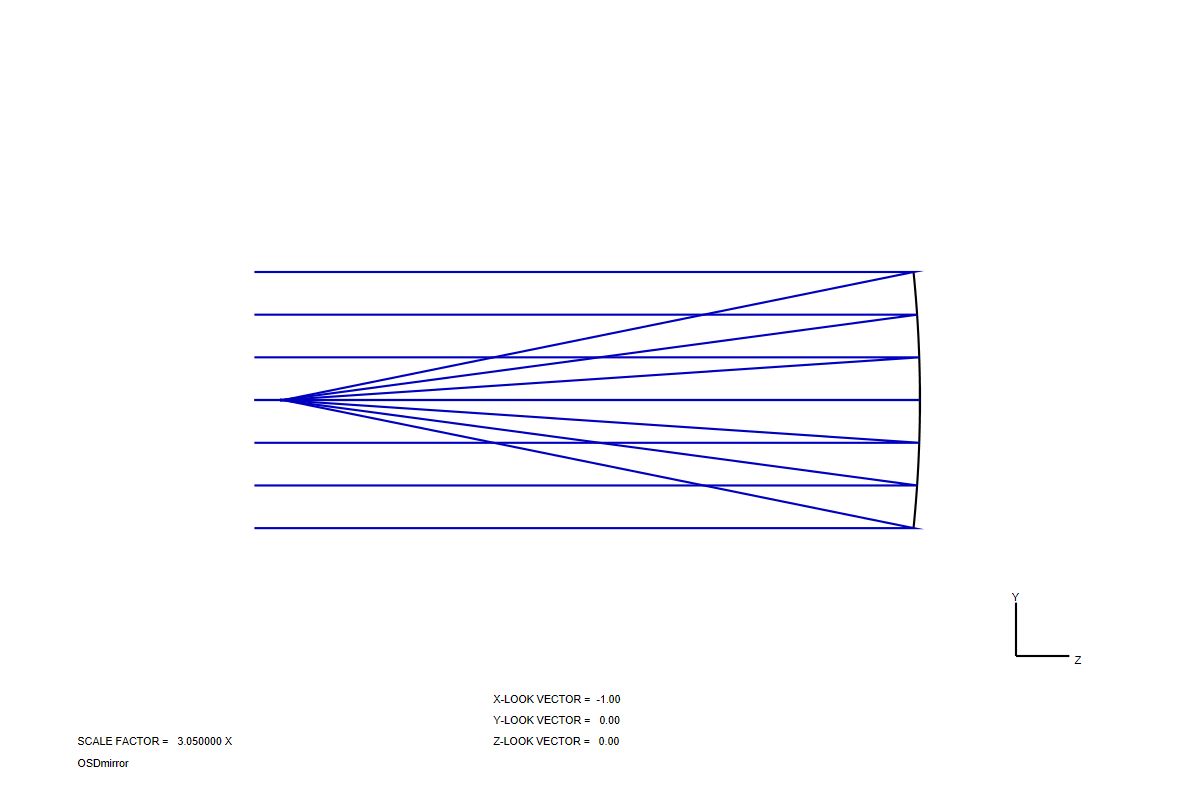 Y
Z
X-LOOK VECTOR = -1.00
Y-LOOK VECTOR = 0.00
SCALE FACTOR = 3.050000 X
Z-LOOK VECTOR = 0.00
OSDmirror